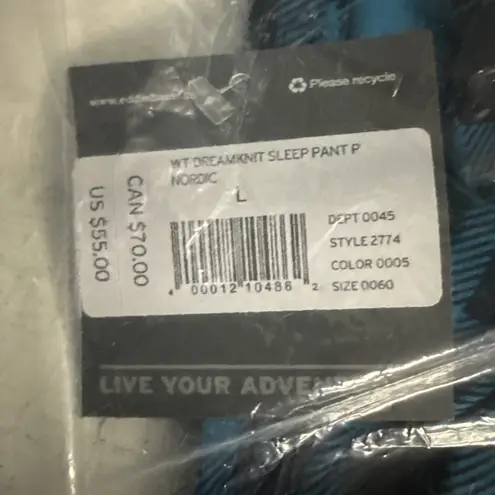 Please recycle
WT DREAMKNIT SLEEP PANT P
NORDIC
L
DEPT 0045
STYLE 2774
COLOR 0005
SIZE 0060
4 00012 10486 2
CAN $70.00
US $55.00
LIVE YOUR